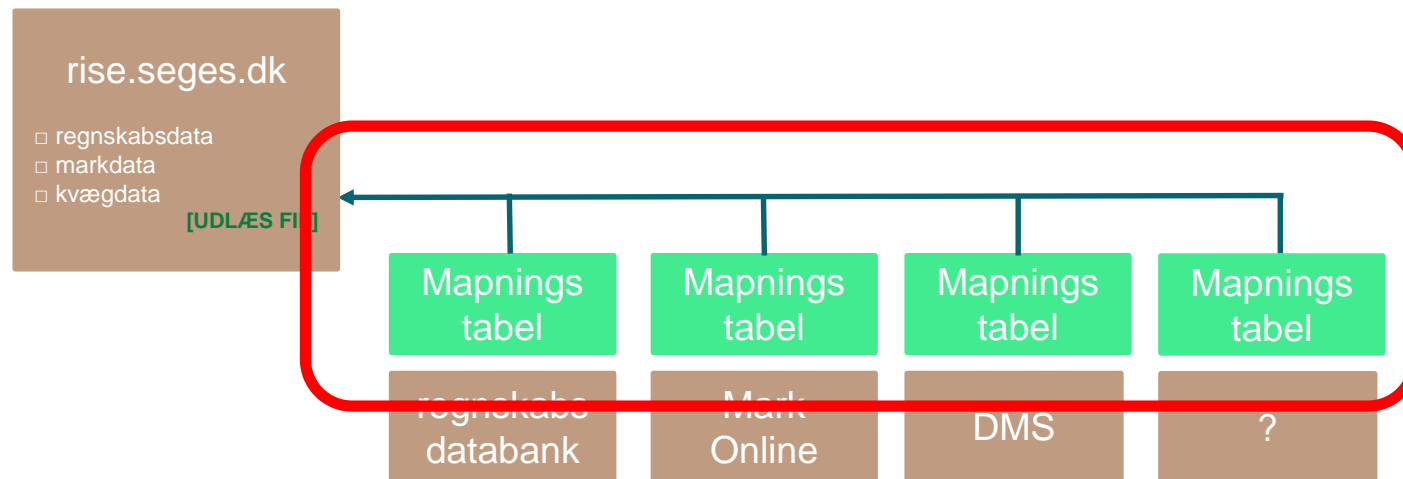 rise.seges.dk
□ regnskabsdata
□ markdata
□ kvægdata
[UDLÆS FIL]
Mapnings
tabel
Mapnings
tabel
Mapnings
tabel
Mapnings
tabel
regnskabs
databank
Mark
Online
DMS
?